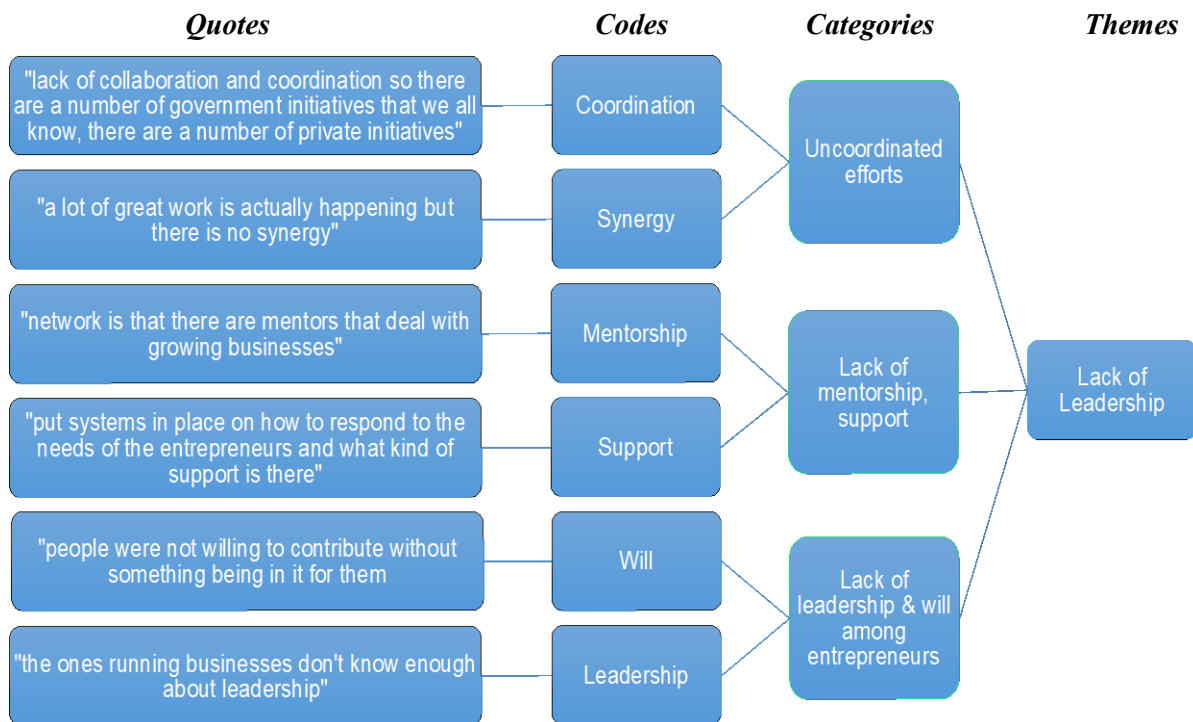 Quotes
Codes
Categories
Themes
"lack of collaboration and coordination so there
are a number of government initiatives that we all
know, there are a number of private initiatives"
Coordination
Uncoordinated
efforts
"a lot of great work is actually happening but
there is no synergy"
Synergy
"network is that there are mentors that deal with
growing businesses"
Mentorship
Lack of
mentorship,
support
Lack of
Leadership
"put systems in place on how to respond to the
needs of the entrepreneurs and what kind of
support is there"
Support
"people were not willing to contribute without
something being in it for them
Will
Lack of
leadership & will
among
entrepreneurs
"the ones running businesses don't know enough
about leadership"
Leadership